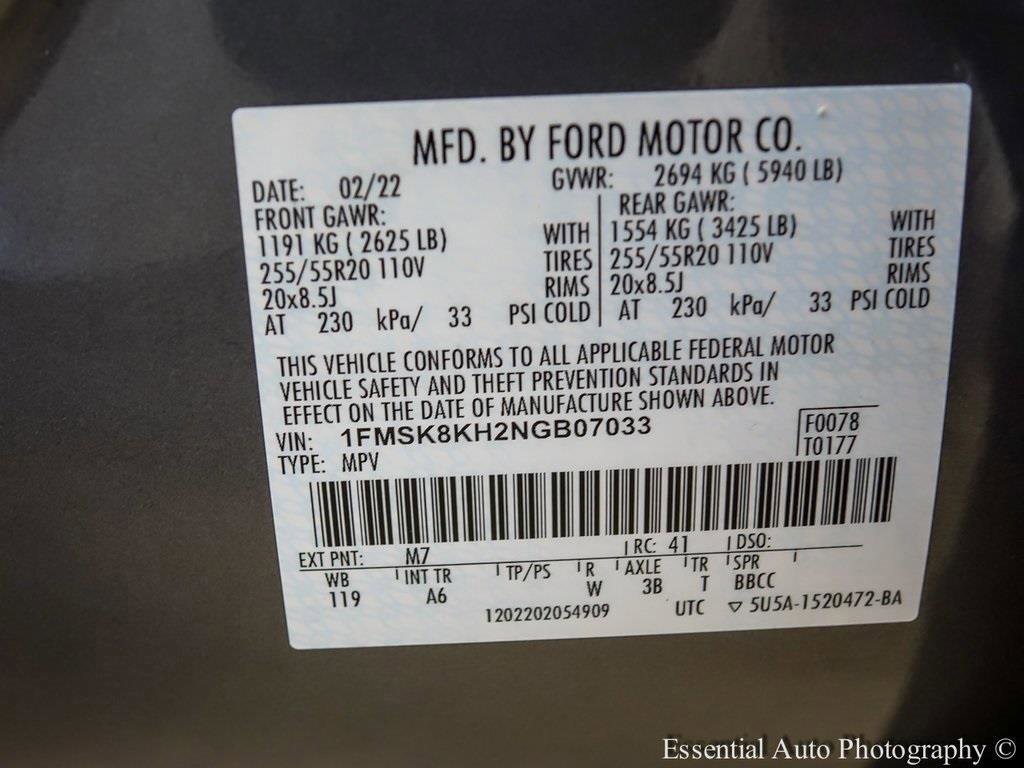 MFD. BY FORD MOTOR CO.
DATE: 02/22 GVWR: 2694 KG ( 5940 LB)
FRONT GAWR: REAR GAWR:
1191 KG ( 2625 LB) WITH 1554 KG ( 3425 LB) WITH
255/55R20 110V TIRES 255/55R20 110V TIRES
20x8.5J RIMS 20x8.5J RIMS
AT 230 kPa/ 33 PSI COLD AT 230 kPa/ 33 PSI COLD
THIS VEHICLE CONFORMS TO ALL APPLICABLE FEDERAL MOTOR
VEHICLE SAFETY AND THEFT PREVENTION STANDARDS IN
EFFECT ON THE DATE OF MANUFACTURE SHOWN ABOVE.
VIN: 1FMSK8KH2NGB07033 F0078
TYPE: MPV T0177
EXT PNT: M7 RC: 41 DSO:
WB INT TR TP/PS R AXLE TR SPR
119 A6 W 3B T BBCC
1202202054909 UTC ▽ 5U5A-1520472-BA
Essential Auto Photography ©